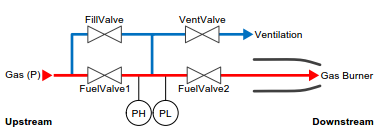 FillValve VentValve
Ventilation
Gas (P) Gas Burner
FuelValve1 FuelValve2
PH PL
Upstream Downstream